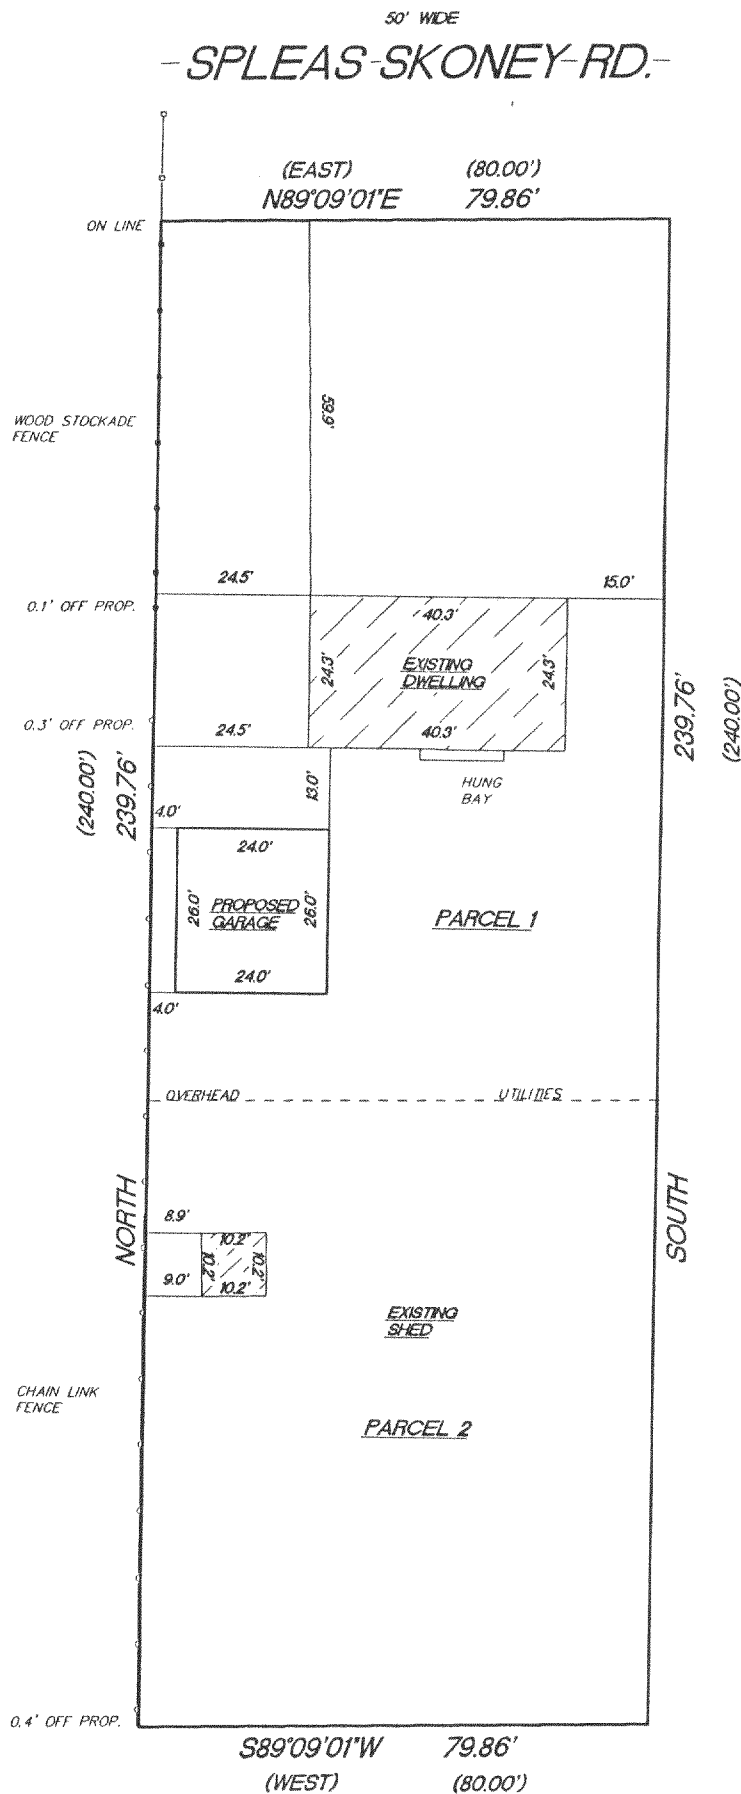 50' WIDE
SPLEAS-SKONEY-RD.
(EAST) (80.00')
N89°09'01"E 79.86'
ON LINE
59.9'
WOOD STOCKADE
FENCE
24.5' 15.0'
0.1' OFF PROP.
40.3'
24.3'
EXISTING
DWELLING
24.3'
239.76'
(240.00')
0.3' OFF PROP.
24.5'
40.3'
(240.00')
239.76'
13.0'
HUNG
BAY
4.0'
24.0'
26.0'
PROPOSED
GARAGE
26.0'
PARCEL 1
24.0'
4.0'
OVERHEAD UTILITIES
NORTH
SOUTH
8.9'
10.2'
10.2'
10.2'
9.0'
10.2'
EXISTING
SHED
CHAIN LINK
FENCE
PARCEL 2
0.4' OFF PROP.
S89°09'01"W 79.86'
(WEST) (80.00')